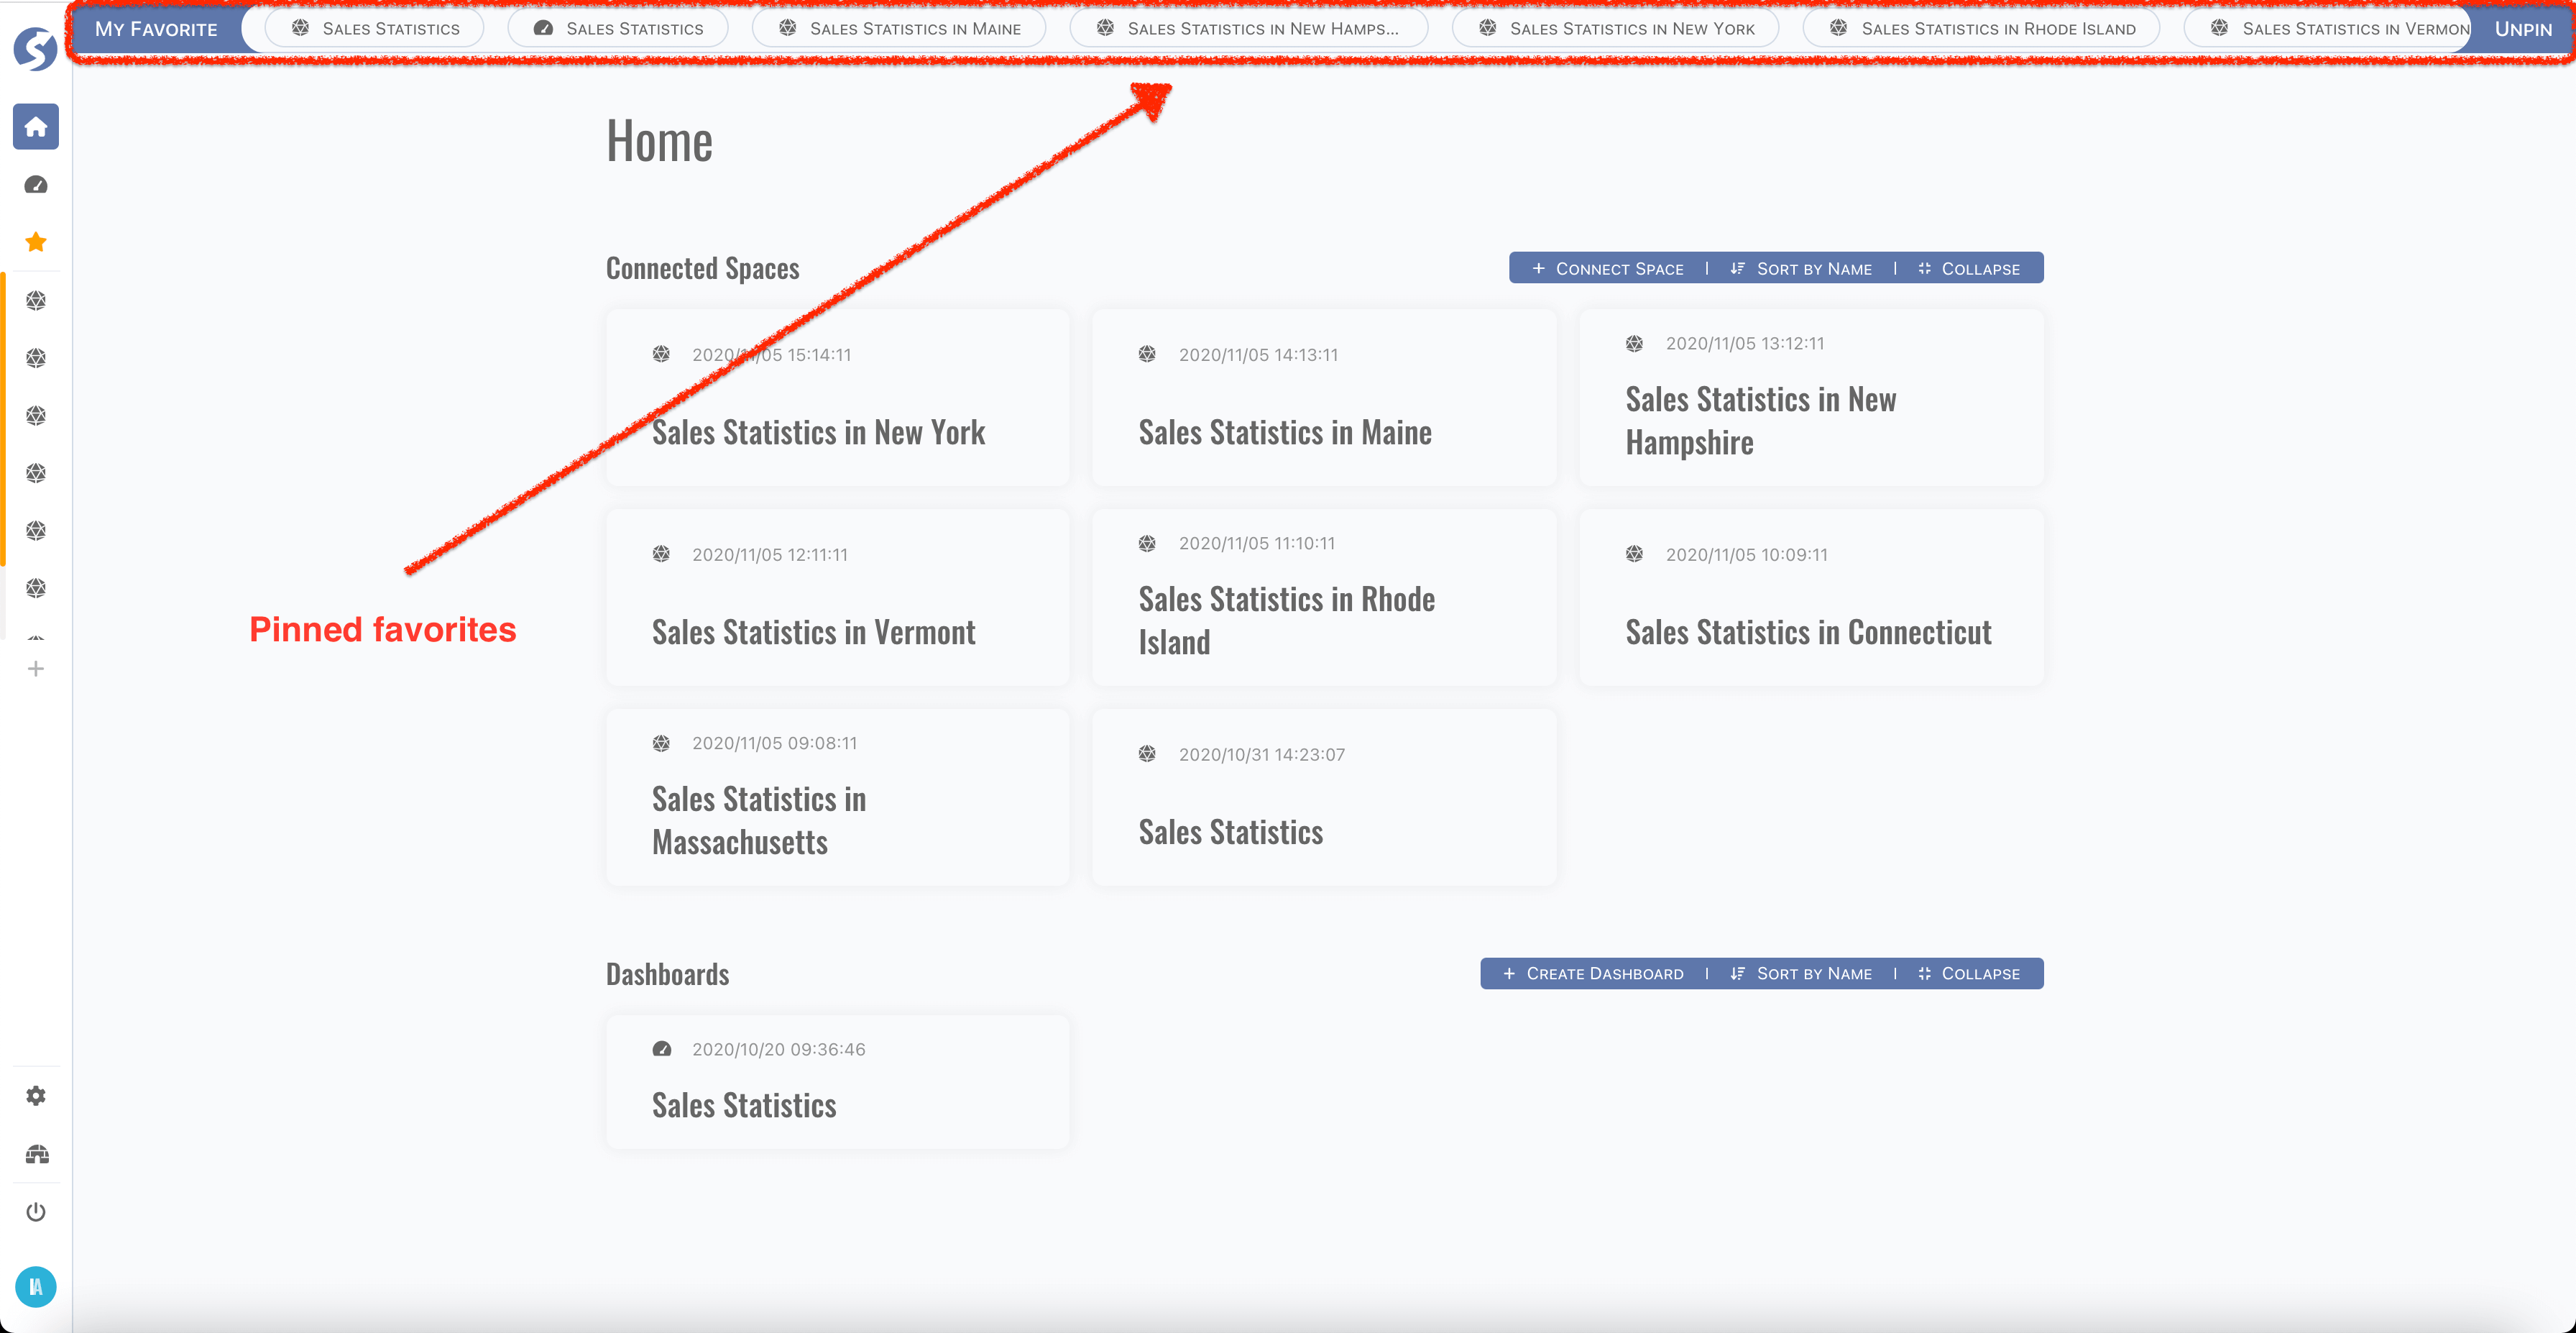 My Favorite
Sales Statistics
Sales Statistics
Sales Statistics in Maine
Sales Statistics in New Hamps...
Sales Statistics in New York
Sales Statistics in Rhode Island
Sales Statistics in Vermon
Unpin
Home
Connected Spaces
+ Connect Space | Sort by Name | Collapse
2020/11/05 15:14:11
Sales Statistics in New York
2020/11/05 14:13:11
Sales Statistics in Maine
2020/11/05 13:12:11
Sales Statistics in New
Hampshire
2020/11/05 12:11:11
Sales Statistics in Vermont
2020/11/05 11:10:11
Sales Statistics in Rhode
Island
2020/11/05 10:09:11
Sales Statistics in Connecticut
Pinned favorites
2020/11/05 09:08:11
Sales Statistics in
Massachusetts
2020/10/31 14:23:07
Sales Statistics
Dashboards
+ Create Dashboard | Sort by Name | Collapse
2020/10/20 09:36:46
Sales Statistics
IA